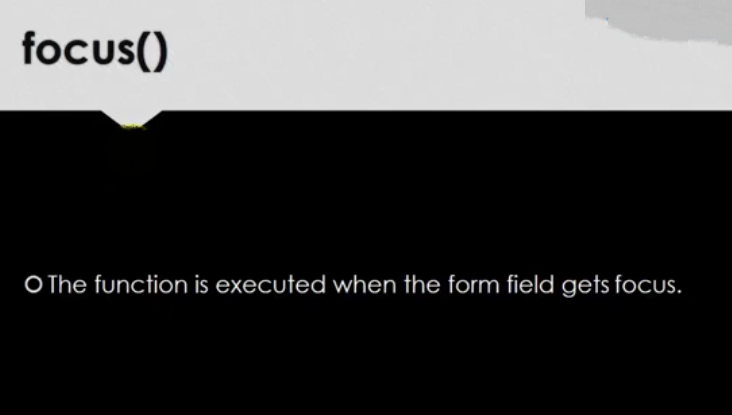 focus()
The function is executed when the form field gets focus.